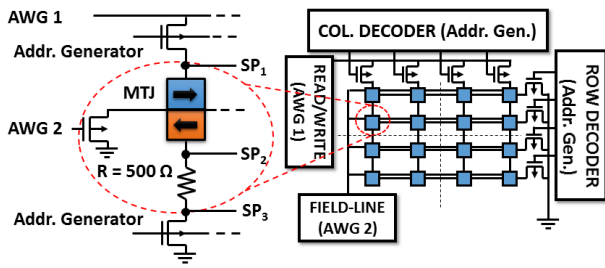 AWG 1
Addr. Generator
SP1
MTJ
AWG 2
SP2
R = 500 Ω
SP3
Addr. Generator
COL. DECODER (Addr. Gen.)
READ/WRITE
(AWG 1)
ROW DECODER
(Addr. Gen.)
FIELD-LINE
(AWG 2)